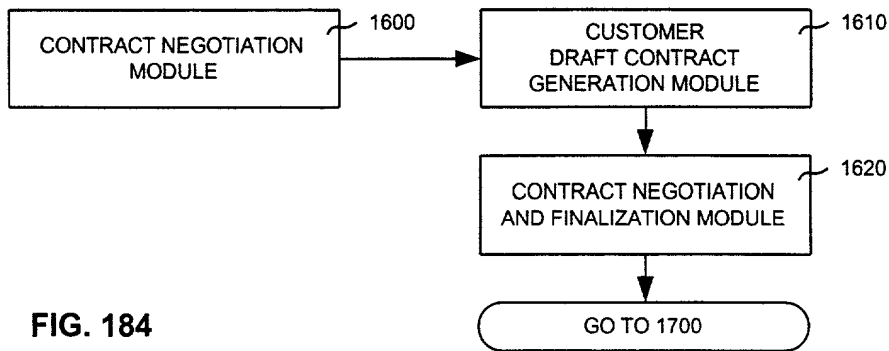 CONTRACT NEGOTIATION
MODULE
1600
CUSTOMER
DRAFT CONTRACT
GENERATION MODULE
1610
CONTRACT NEGOTIATION
AND FINALIZATION MODULE
1620
GO TO 1700
FIG. 184